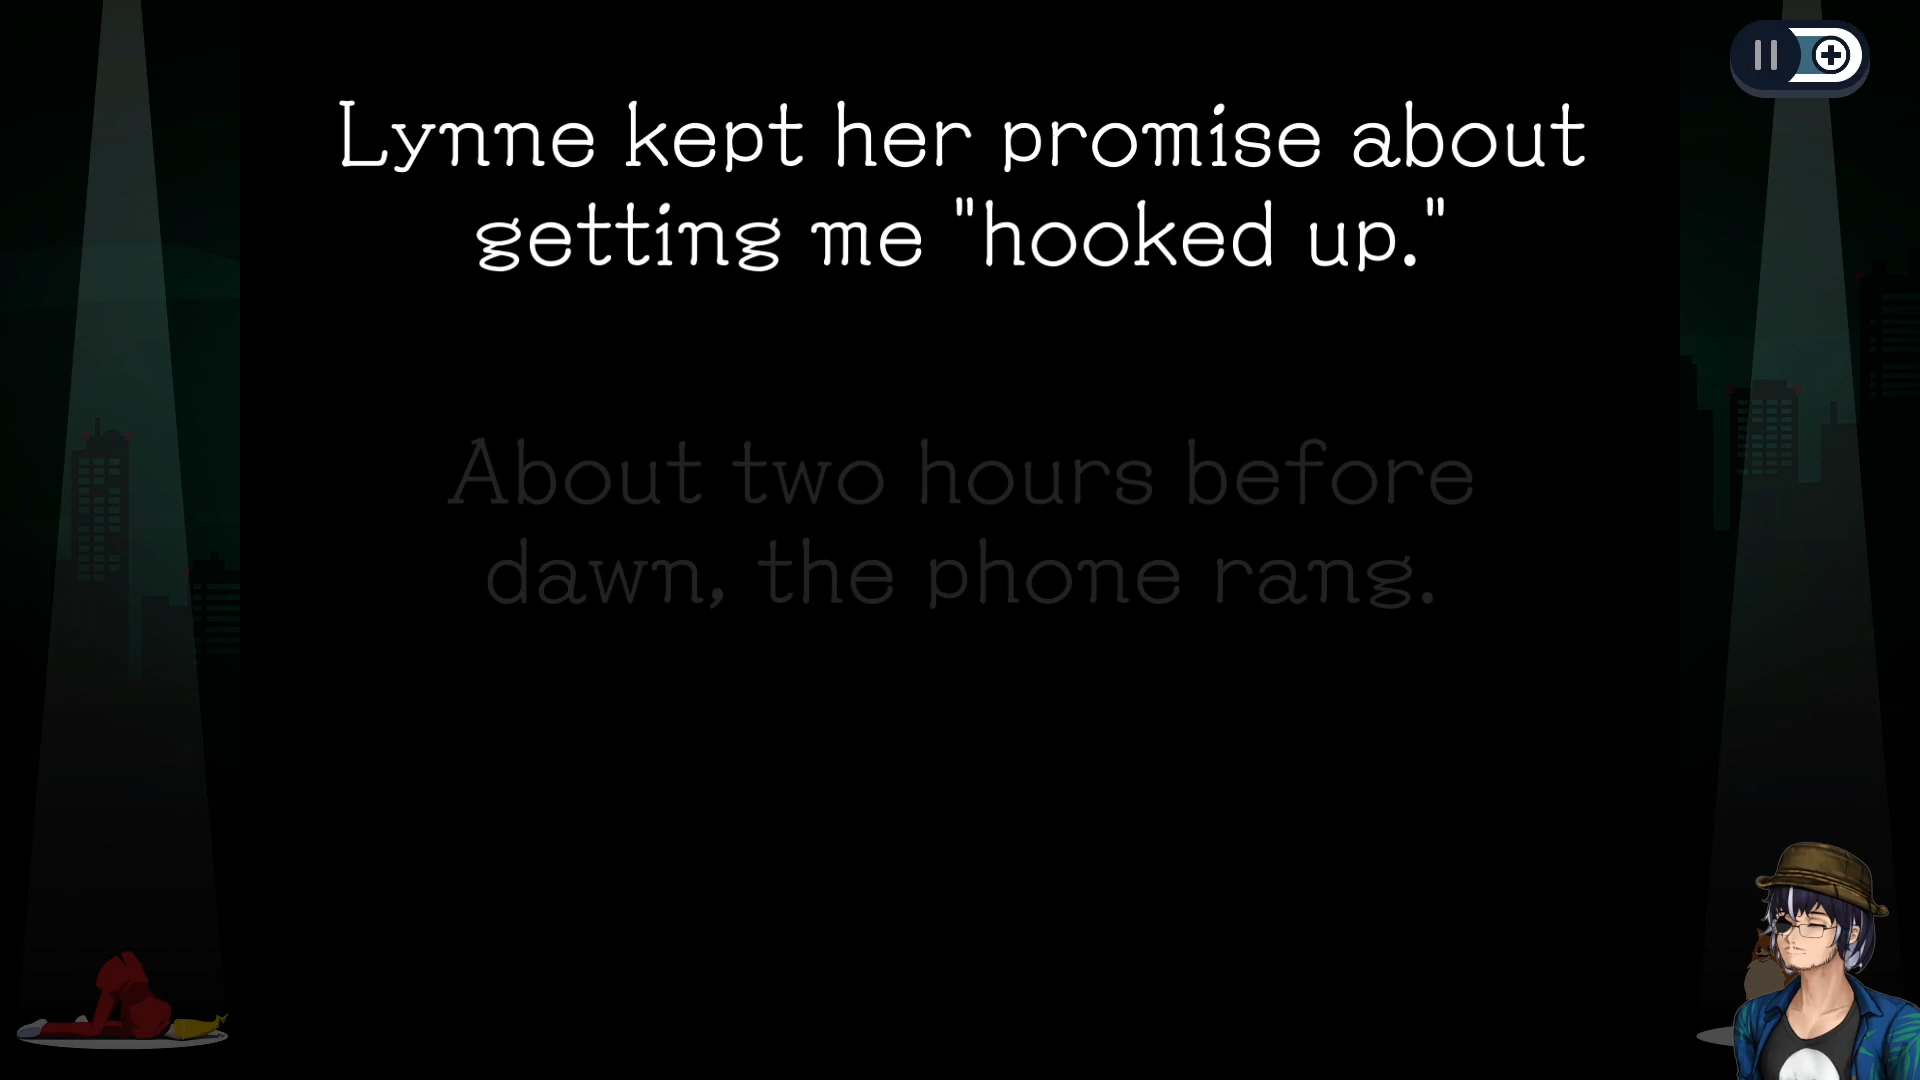 Lynne kept her promise about
getting me "hooked up."
About two hours before
dawn, the phone rang.